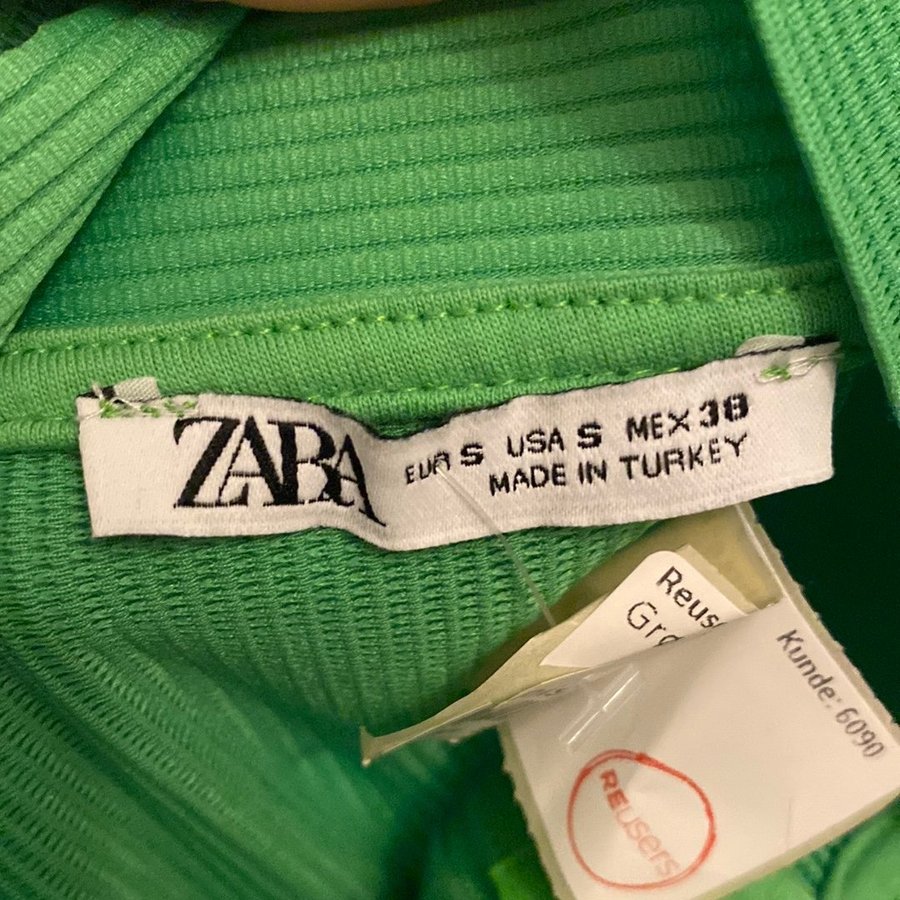 ZARA
EUR S USA S MEX 38
MADE IN TURKEY
Kunde: 6090
REUsers